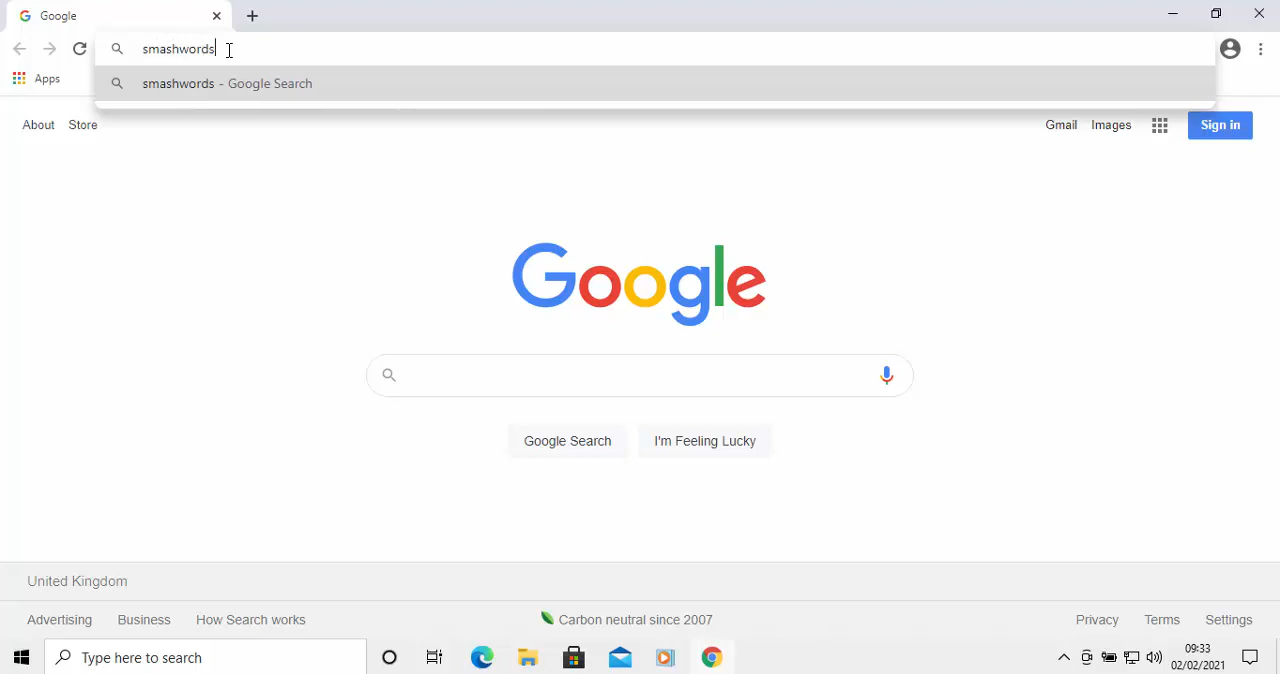 Google
smashwords
Apps
smashwords - Google Search
About Store
Gmail Images Sign in
Google
Google Search I'm Feeling Lucky
United Kingdom
Advertising Business How Search works Carbon neutral since 2007 Privacy Terms Settings
Type here to search
09:33
02/02/2021